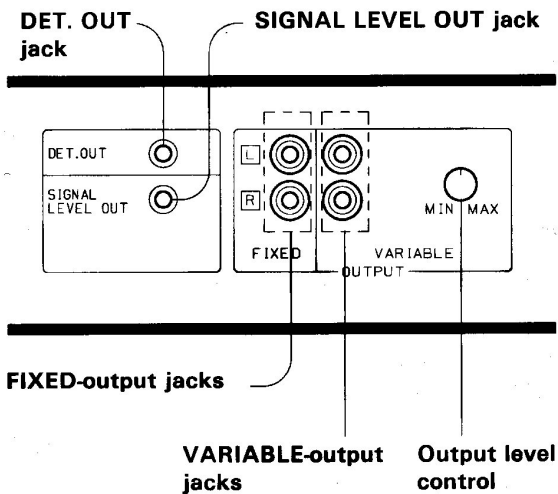 DET. OUT
jack
SIGNAL LEVEL OUT jack
DET.OUT
SIGNAL
LEVEL OUT
L
R
FIXED
VARIABLE
OUTPUT
MIN MAX
FIXED-output jacks
VARIABLE-output
jacks
Output level
control